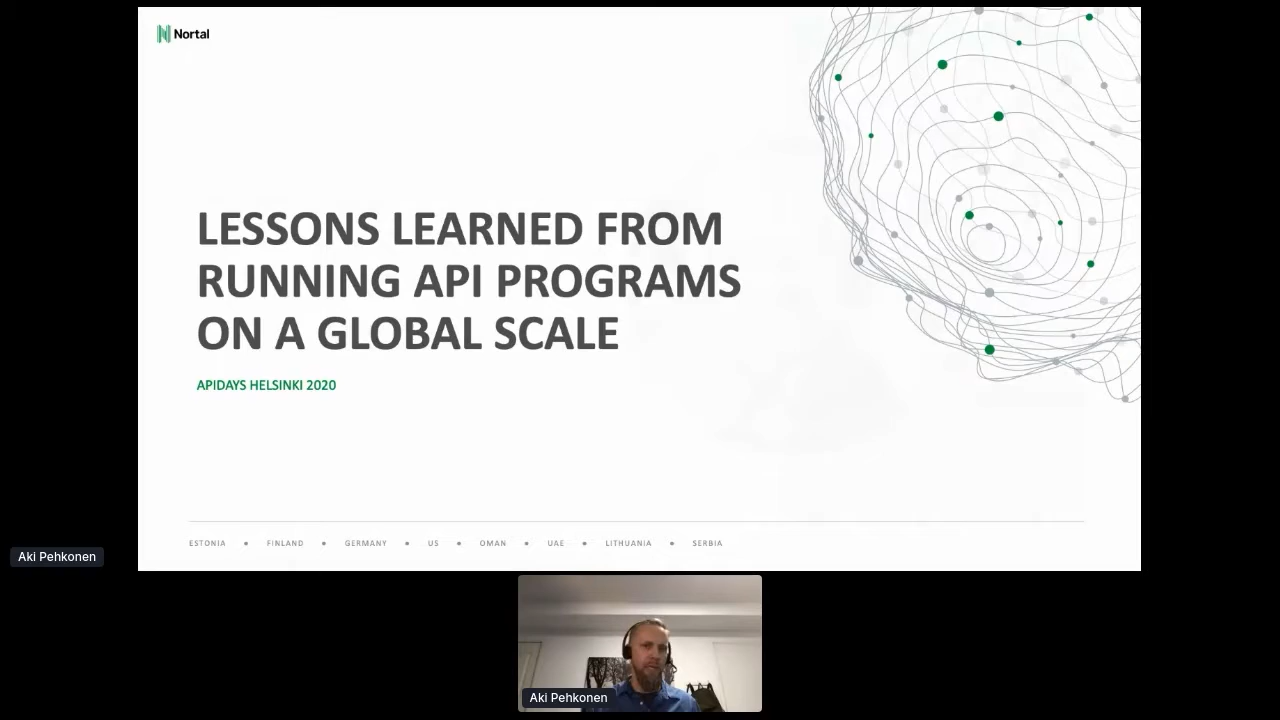 Nortal
LESSONS LEARNED FROM
RUNNING API PROGRAMS
ON A GLOBAL SCALE
APIDAYS HELSINKI 2020
ESTONIA • FINLAND • GERMANY • US • OMAN • UAE • LITHUANIA • SERBIA
Aki Pehkonen
Aki Pehkonen